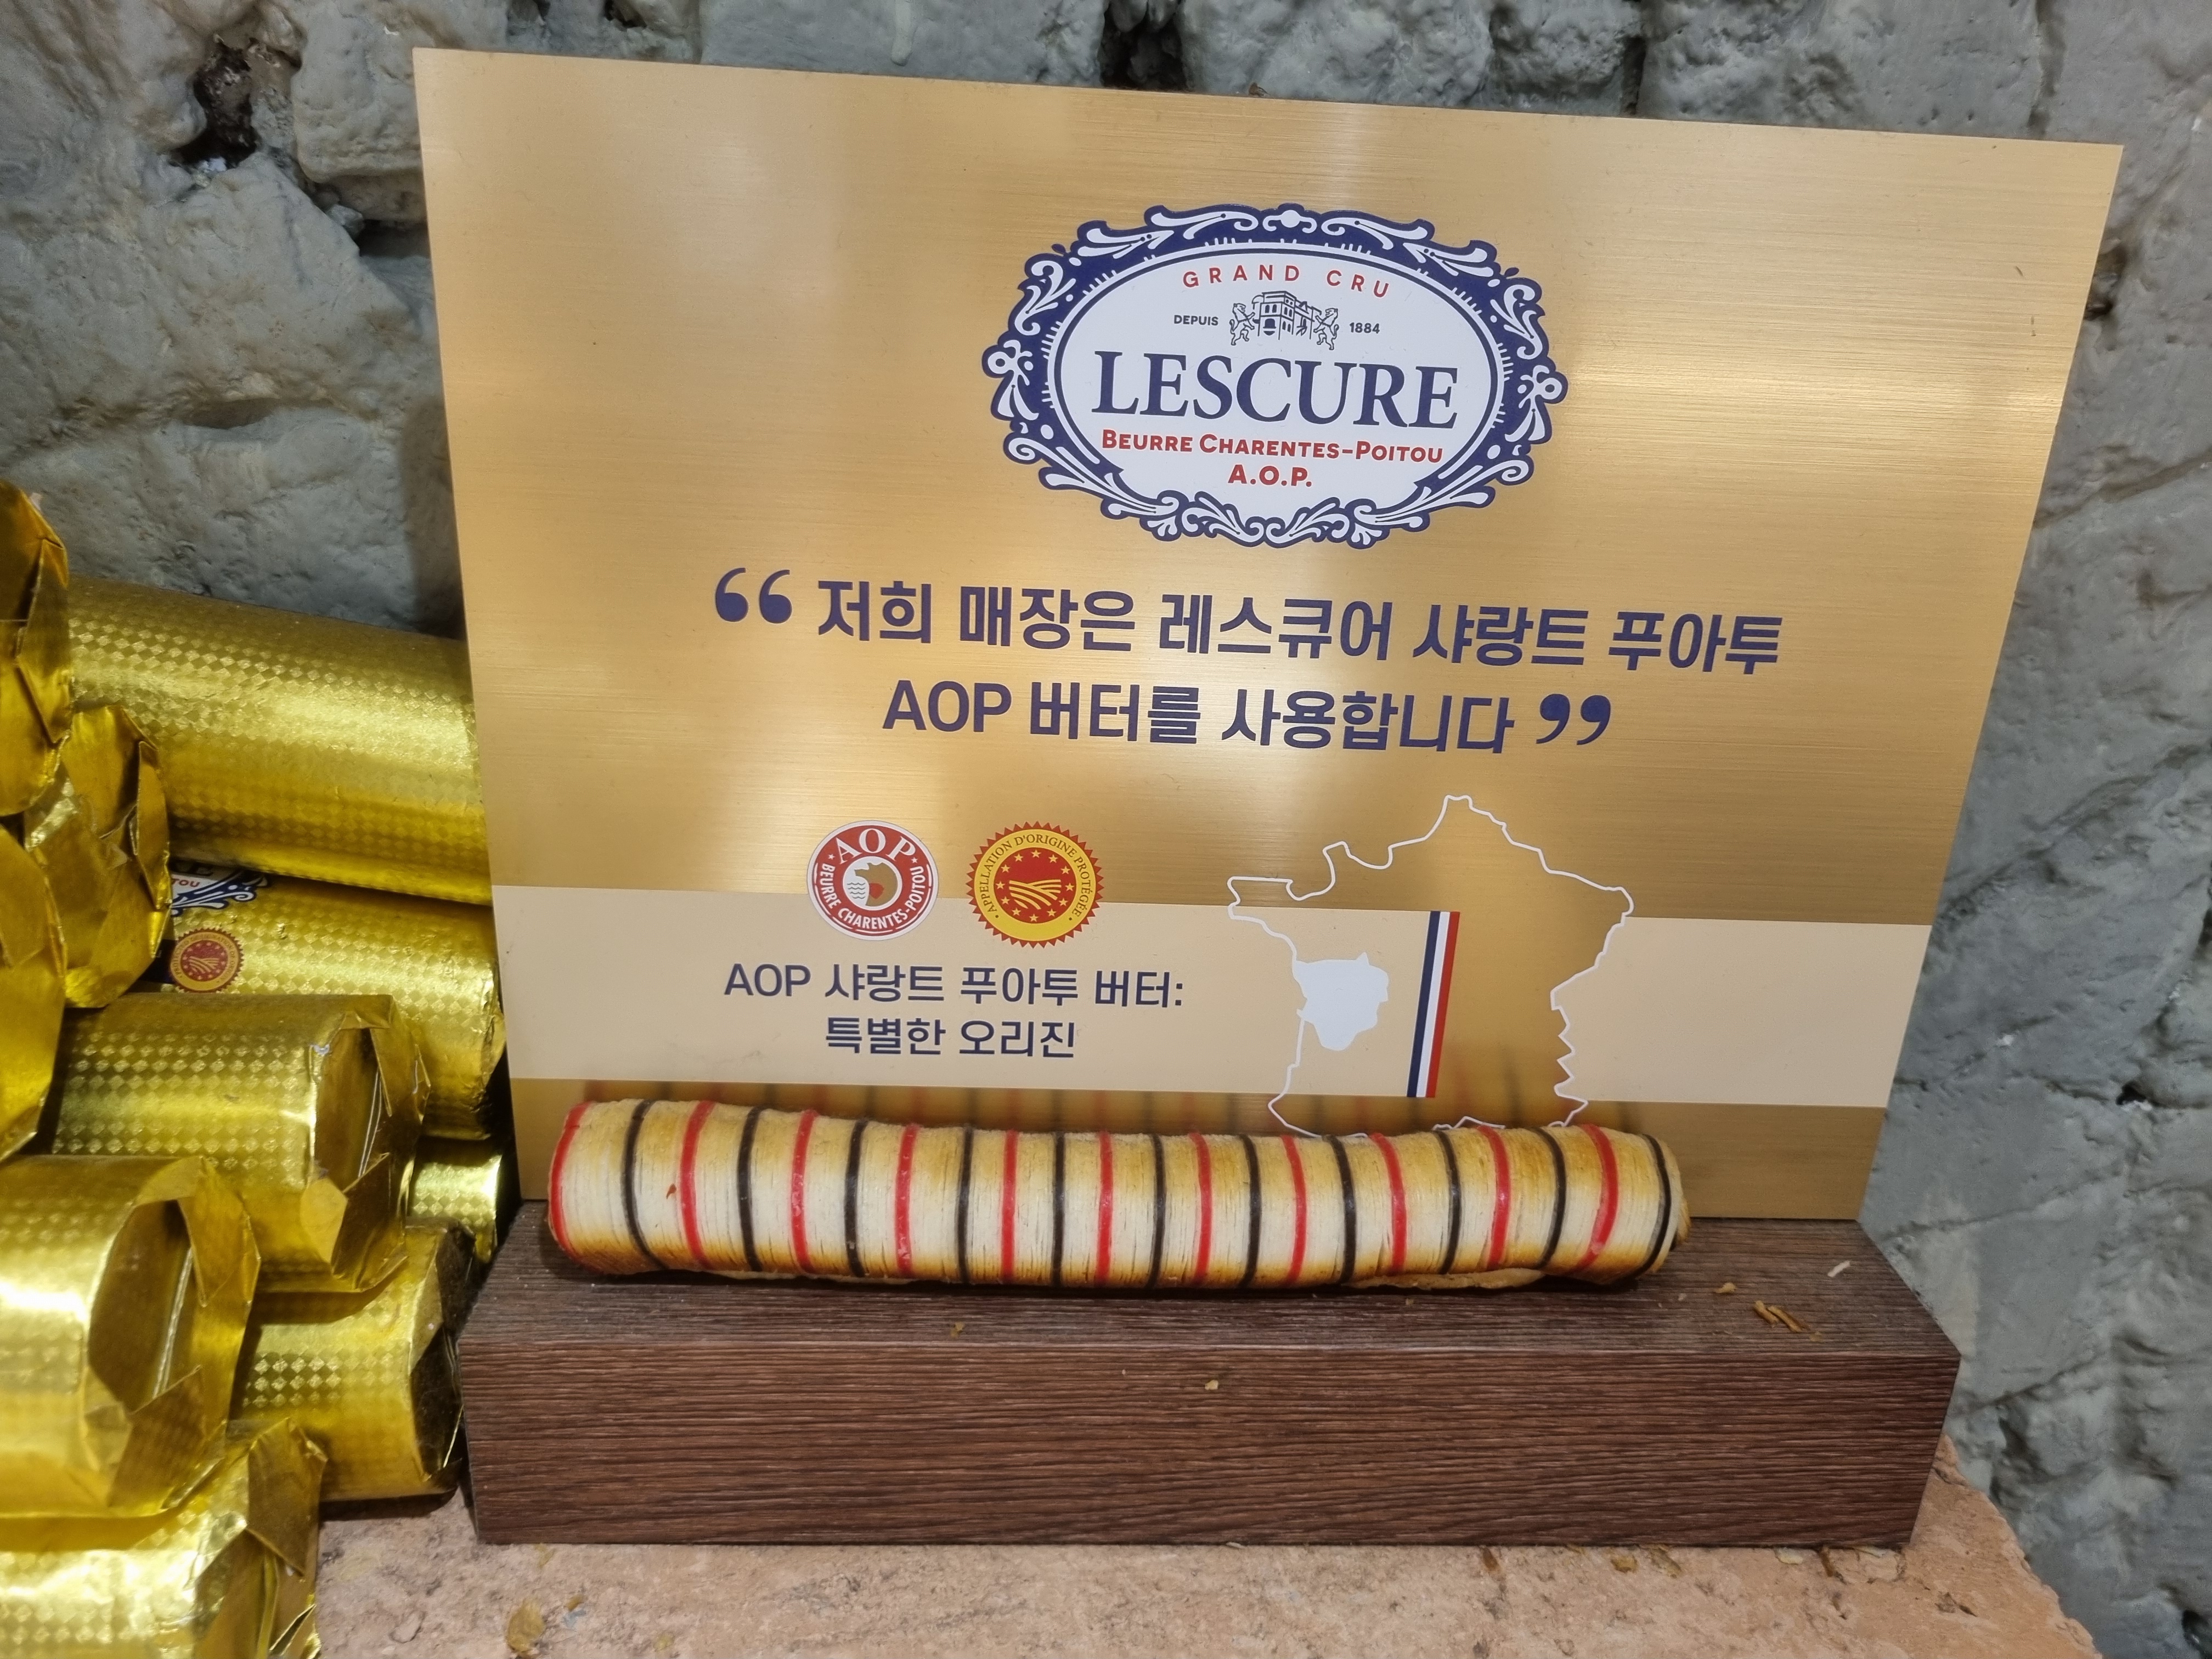 GRAND CRU
DEPUIS 1884
LESCURE
BEURRE CHARENTES-POITOU
A.O.P.
“ 저희 매장은 레스큐어 샤랑트 푸아투
AOP 버터를 사용합니다 ”
AOP
BEURRE CHARENTES-POITOU
APPELLATION D'ORIGINE PROTÉGÉE
AOP 샤랑트 푸아투 버터:
특별한 오리진